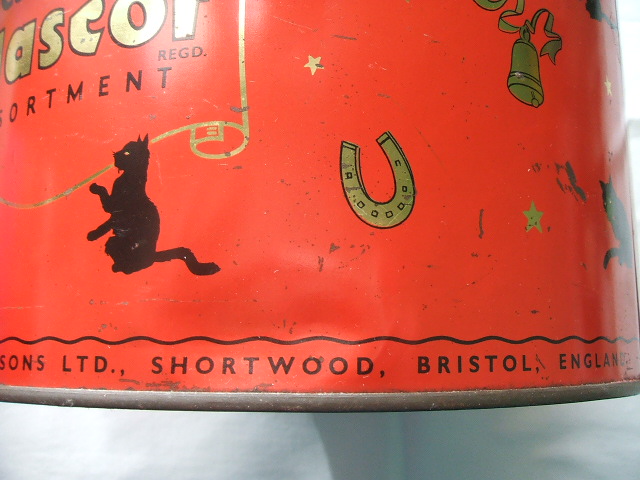 Mascot
REGD.
SORTMENT
SONS LTD., SHORTWOOD, BRISTOL, ENGLAND